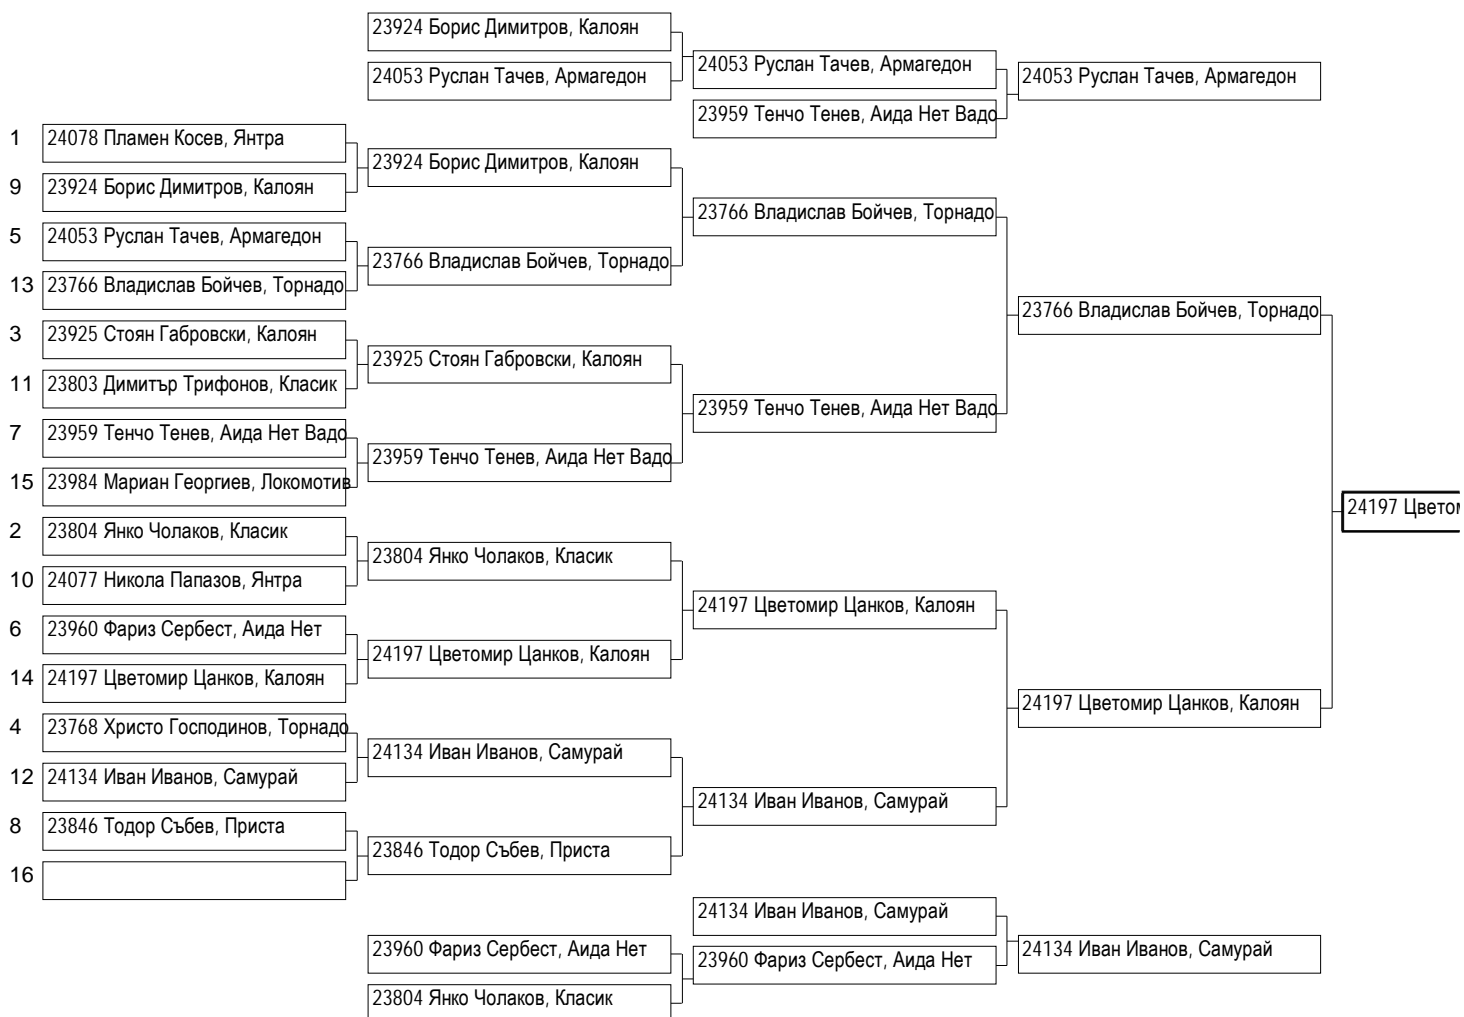 23924 Борис Димитров, Калоян
24053 Руслан Тачев, Армагедон
24053 Руслан Тачев, Армагедон
23959 Тенчо Тенев, Аида Нет Вадо
24053 Руслан Тачев, Армагедон
1 24078 Пламен Косев, Янтра
9 23924 Борис Димитров, Калоян
5 24053 Руслан Тачев, Армагедон
13 23766 Владислав Бойчев, Торнадо
3 23925 Стоян Габровски, Калоян
11 23803 Димитър Трифонов, Класик
7 23959 Тенчо Тенев, Аида Нет Вадо
15 23984 Мариан Георгиев, Локомотив
2 23804 Янко Чолаков, Класик
10 24077 Никола Папазов, Янтра
6 23960 Фариз Сербест, Аида Нет
14 24197 Цветомир Цанков, Калоян
4 23768 Христо Господинов, Торнадо
12 24134 Иван Иванов, Самурай
8 23846 Тодор Събев, Приста
16
23924 Борис Димитров, Калоян
23766 Владислав Бойчев, Торнадо
23925 Стоян Габровски, Калоян
23959 Тенчо Тенев, Аида Нет Вадо
23804 Янко Чолаков, Класик
24197 Цветомир Цанков, Калоян
24134 Иван Иванов, Самурай
23846 Тодор Събев, Приста
23766 Владислав Бойчев, Торнадо
23959 Тенчо Тенев, Аида Нет Вадо
24197 Цветомир Цанков, Калоян
24134 Иван Иванов, Самурай
23766 Владислав Бойчев, Торнадо
24197 Цветомир Цанков, Калоян
24197
23960 Фариз Сербест, Аида Нет
23804 Янко Чолаков, Класик
24134 Иван Иванов, Самурай
23960 Фариз Сербест, Аида Нет
24134 Иван Иванов, Самурай